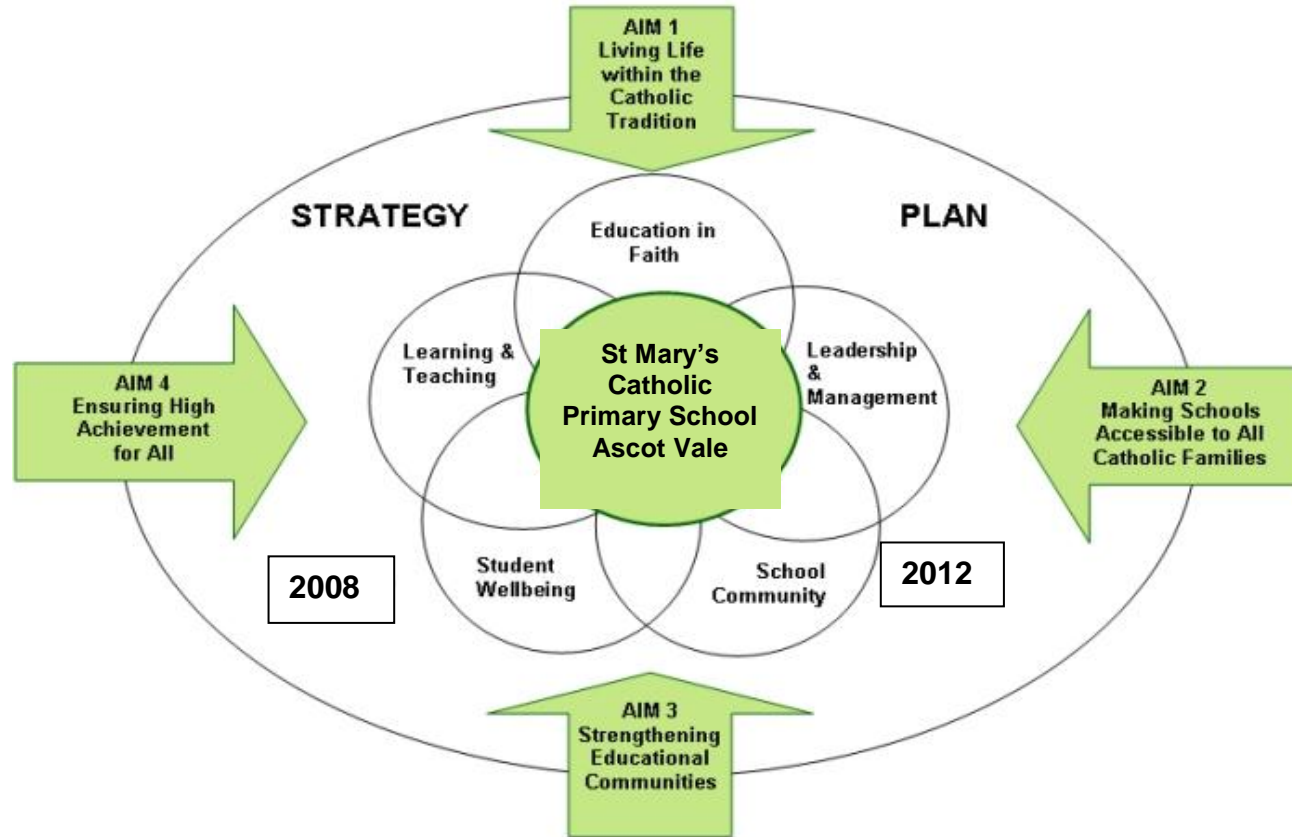 AIM 1
Living Life
within the
Catholic
Tradition
STRATEGY
PLAN
Education in
Faith
Learning &
Teaching
St Mary’s
Catholic
Primary School
Ascot Vale
Leadership
&
Management
AIM 4
Ensuring High
Achievement
for All
AIM 2
Making Schools
Accessible to All
Catholic Families
2008
Student
Wellbeing
School
Community
2012
AIM 3
Strengthening
Educational
Communities